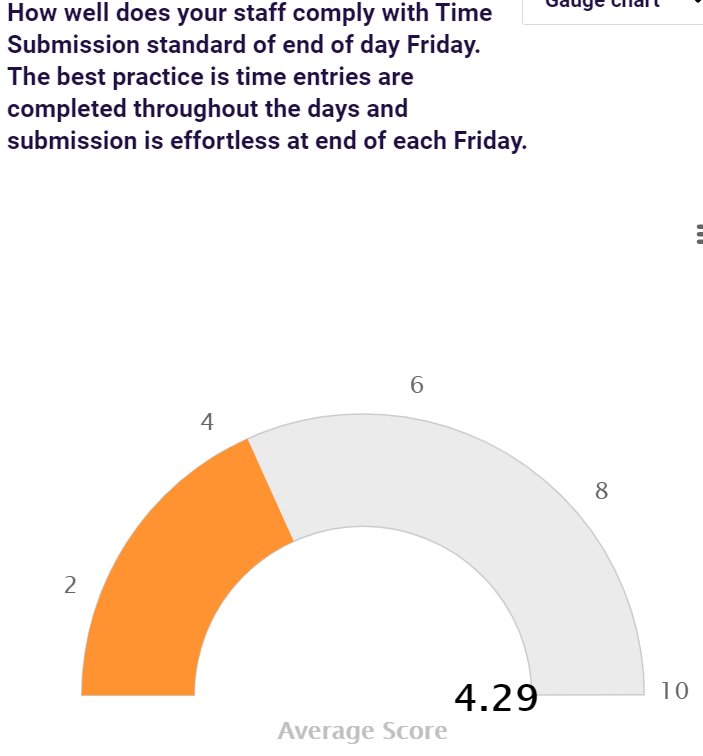 How well does your staff comply with Time
Submission standard of end of day Friday.
The best practice is time entries are
completed throughout the days and
submission is effortless at end of each Friday.
Gauge chart
6
4
8
2
10
4.29
Average Score